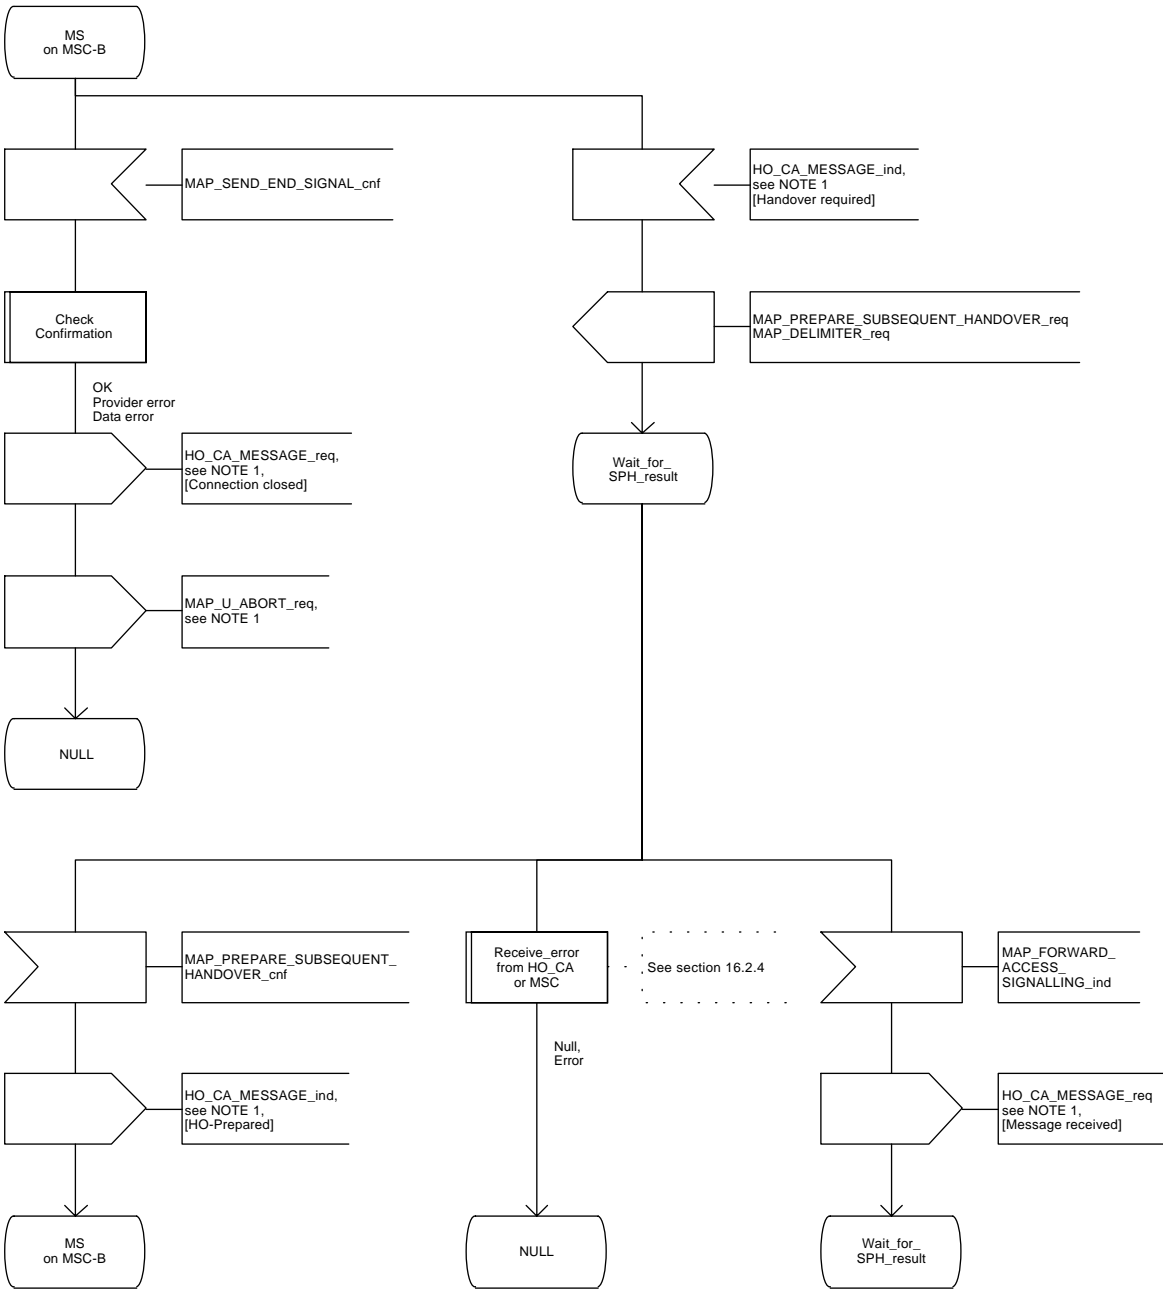 MS
on MSC-B
MAP_SEND_END_SIGNAL_cnf
HO_CA_MESSAGE_ind,
see NOTE 1
[Handover required]
Check
Confirmation
MAP_PREPARE_SUBSEQUENT_HANDOVER_req
MAP_DELIMITER_req
OK
Provider error
Data error
HO_CA_MESSAGE_req,
see NOTE 1,
[Connection closed]
Wait_for_
SPH_result
MAP_U_ABORT_req,
see NOTE 1
NULL
MAP_PREPARE_SUBSEQUENT_
HANDOVER_cnf
Receive_error
from HO_CA
or MSC
See section 16.2.4
MAP_FORWARD_
ACCESS_
SIGNALLING_ind
Null,
Error
HO_CA_MESSAGE_ind,
see NOTE 1,
[HO-Prepared]
HO_CA_MESSAGE_req
see NOTE 1,
[Message received]
MS
on MSC-B
NULL
Wait_for_
SPH_result